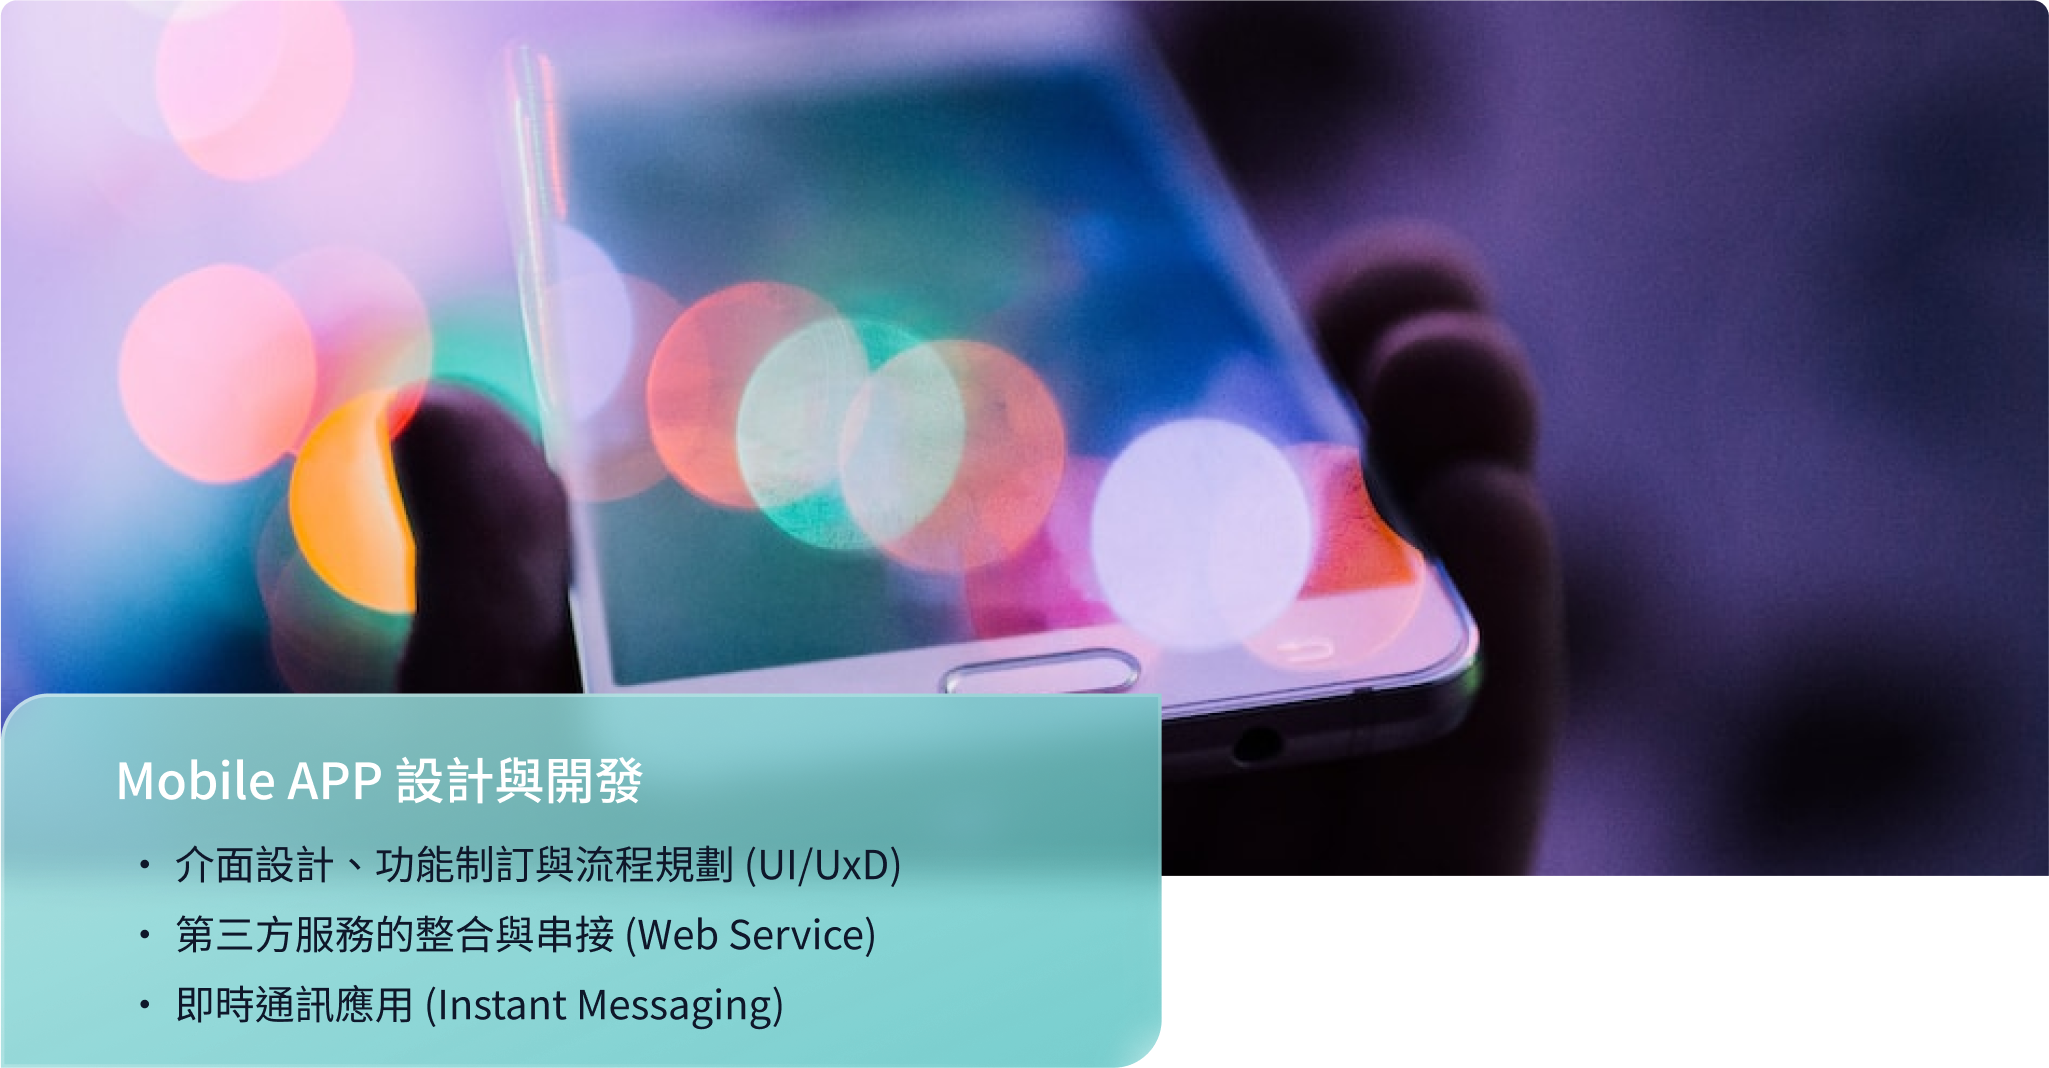 Mobile APP 設計與開發
・ 介面設計、功能制訂與流程規劃 (UI/UxD)
・ 第三方服務的整合與串接 (Web Service)
・ 即時通訊應用 (Instant Messaging)